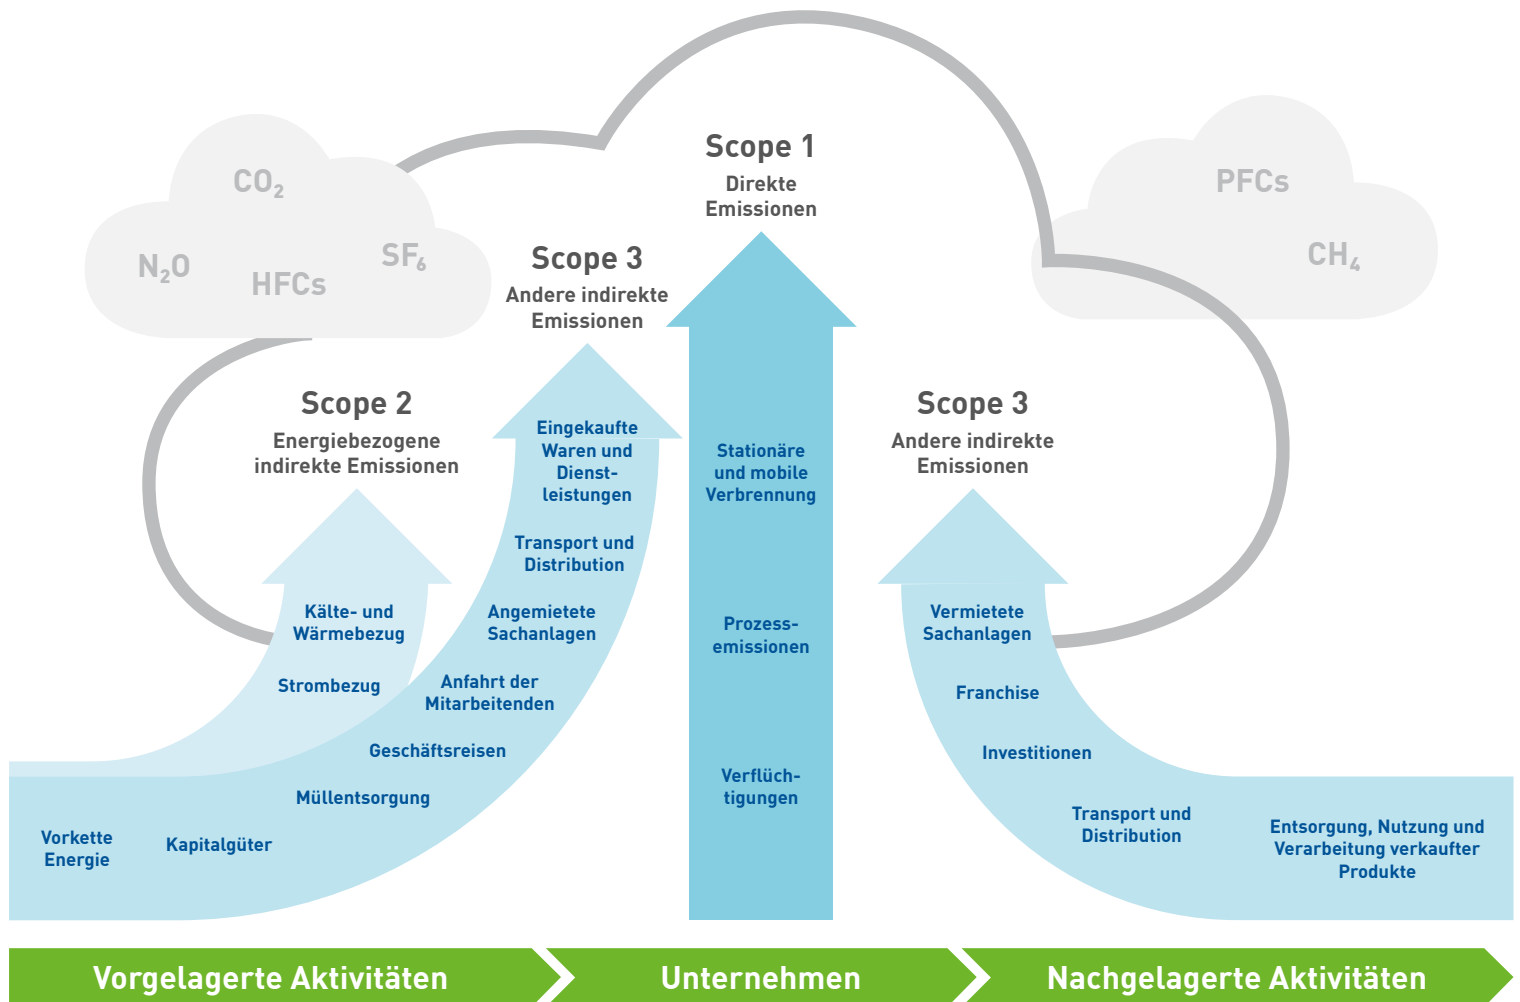 CO₂
N₂O
HFCs
SF₆
PFCs
CH₄
Scope 1
Direkte
Emissionen
Scope 3
Andere indirekte
Emissionen
Scope 2
Energiebezogene
indirekte Emissionen
Scope 3
Andere indirekte
Emissionen
Kälte- und
Wärmebezug
Strombezug
Eingekaufte
Waren und
Dienst-
leistungen
Transport und
Distribution
Angemietete
Sachanlagen
Anfahrt der
Mitarbeitenden
Geschäftsreisen
Müllentsorgung
Kapitalgüter
Vorkette
Energie
Stationäre
und mobile
Verbrennung
Prozess-
emissionen
Verflüch-
tigungen
Vermietete
Sachanlagen
Franchise
Investitionen
Transport und
Distribution
Entsorgung, Nutzung und
Verarbeitung verkaufter
Produkte
Vorgelagerte Aktivitäten
Unternehmen
Nachgelagerte Aktivitäten